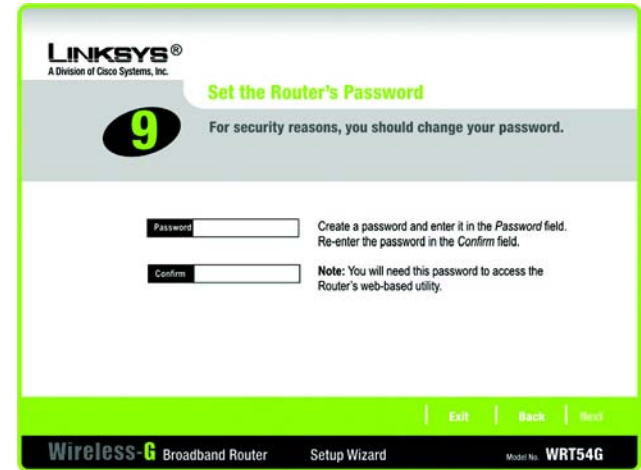 LINKSYS®
A Division of Cisco Systems, Inc.
Set the Router's Password
9
For security reasons, you should change your password.
Password
Create a password and enter it in the Password field.
Re-enter the password in the Confirm field.
Confirm
Note: You will need this password to access the
Router's web-based utility.
Exit
Back
Next
Wireless-G Broadband Router
Setup Wizard
Model No. WRT54G